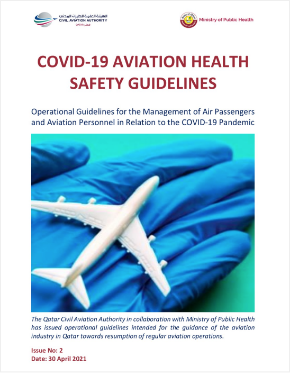 CIVIL AVIATION AUTHORITY
Ministry of Public Health
COVID-19 AVIATION HEALTH
SAFETY GUIDELINES
Operational Guidelines for the Management of Air Passengers
and Aviation Personnel in Relation to the COVID-19 Pandemic
The Qatar Civil Aviation Authority in collaboration with Ministry of Public Health
has issued operational guidelines intended for the guidance of the aviation
industry in Qatar towards resumption of regular aviation operations.
Issue No: 2
Date: 30 April 2021